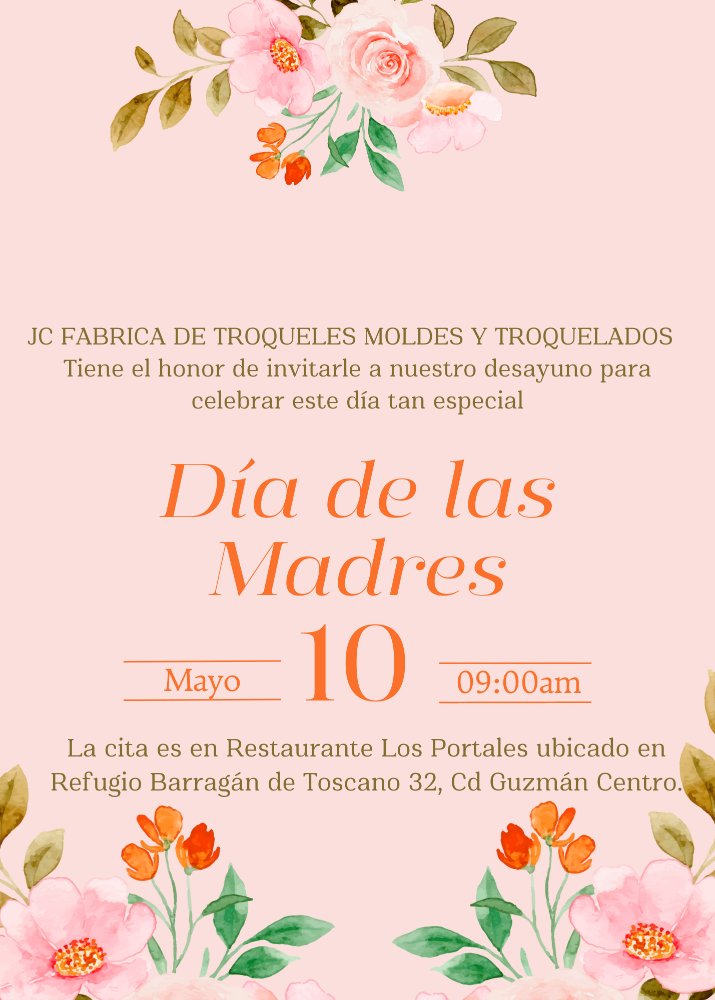 JC FABRICA DE TROQUELES MOLDES Y TROQUELADOS
Tiene el honor de invitarle a nuestro desayuno para
celebrar este día tan especial
Día de las
Madres
Mayo 10 09:00am
La cita es en Restaurante Los Portales ubicado en
Refugio Barragán de Toscano 32, Cd Guzmán Centro.